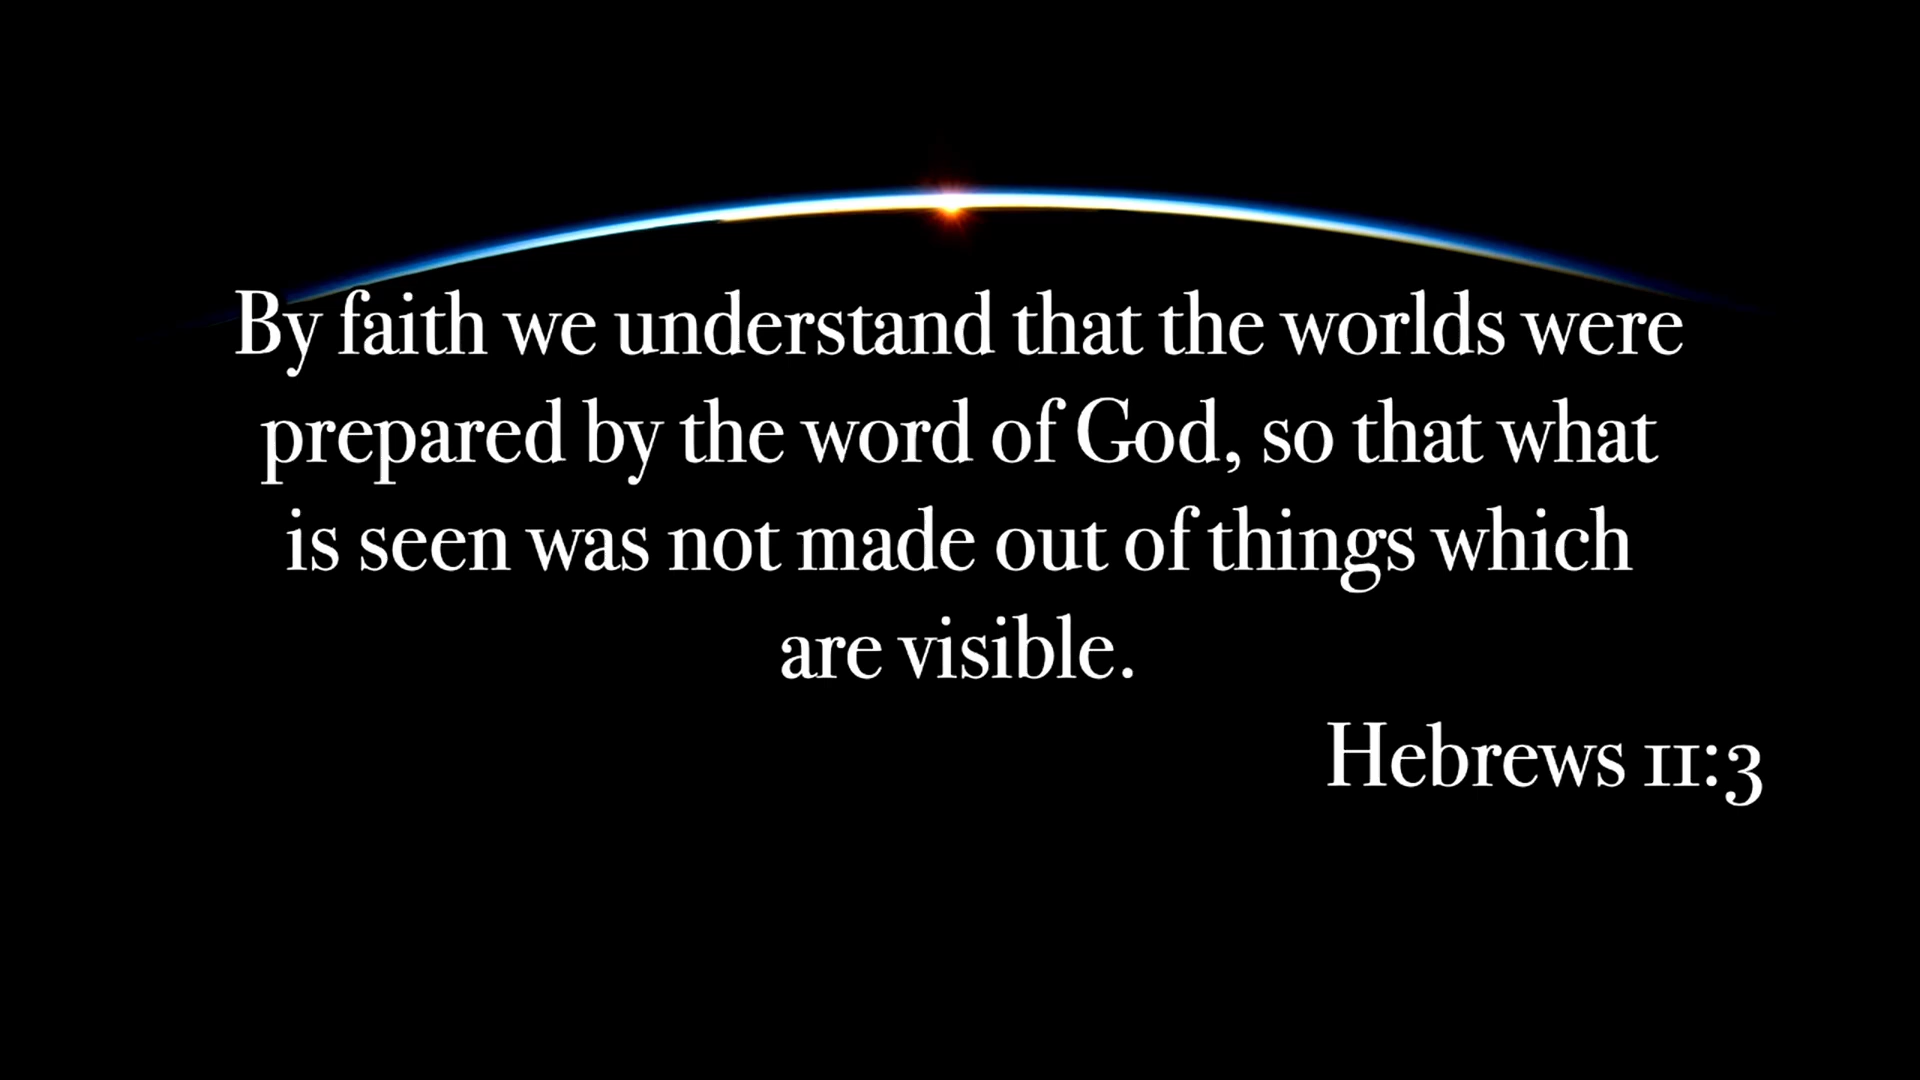 By faith we understand that the worlds were
prepared by the word of God, so that what
is seen was not made out of things which
are visible.
Hebrews 11:3